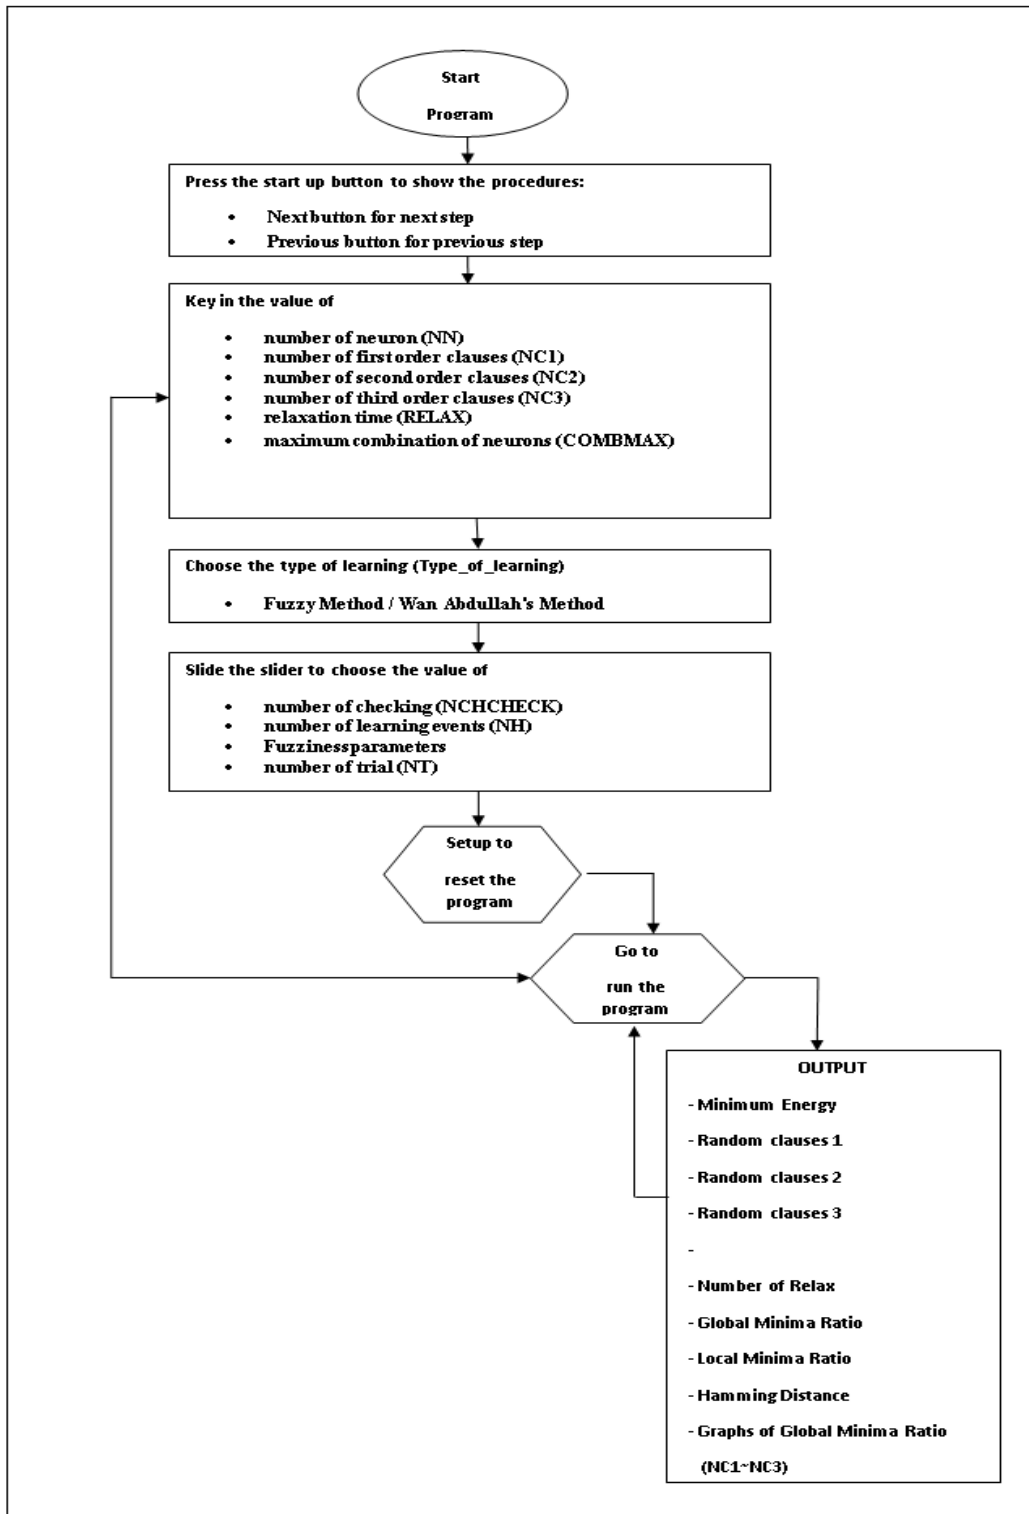 Start
Program
Press the start up button to show the procedures:
• Next button for next step
• Previous button for previous step
Key in the value of
• number of neuron (NN)
• number of first order clauses (NC1)
• number of second order clauses (NC2)
• number of third order clauses (NC3)
• relaxation time (RELAX)
• maximum combination of neurons (COMBMAX)
Choose the type of learning (Type_of_learning)
• Fuzzy Method / Wan Abdullah's Method
Slide the slider to choose the value of
• number of checking (NCHCHECK)
• number of learning events (NH)
• Fuzzinessparameters
• number of trial (NT)
Setup to
reset the
program
Go to
run the
program
OUTPUT
- Minimum Energy
- Random clauses 1
- Random clauses 2
- Random clauses 3
-
- Number of Relax
- Global Minima Ratio
- Local Minima Ratio
- Hamming Distance
- Graphs of Global Minima Ratio
(NC1~NC3)